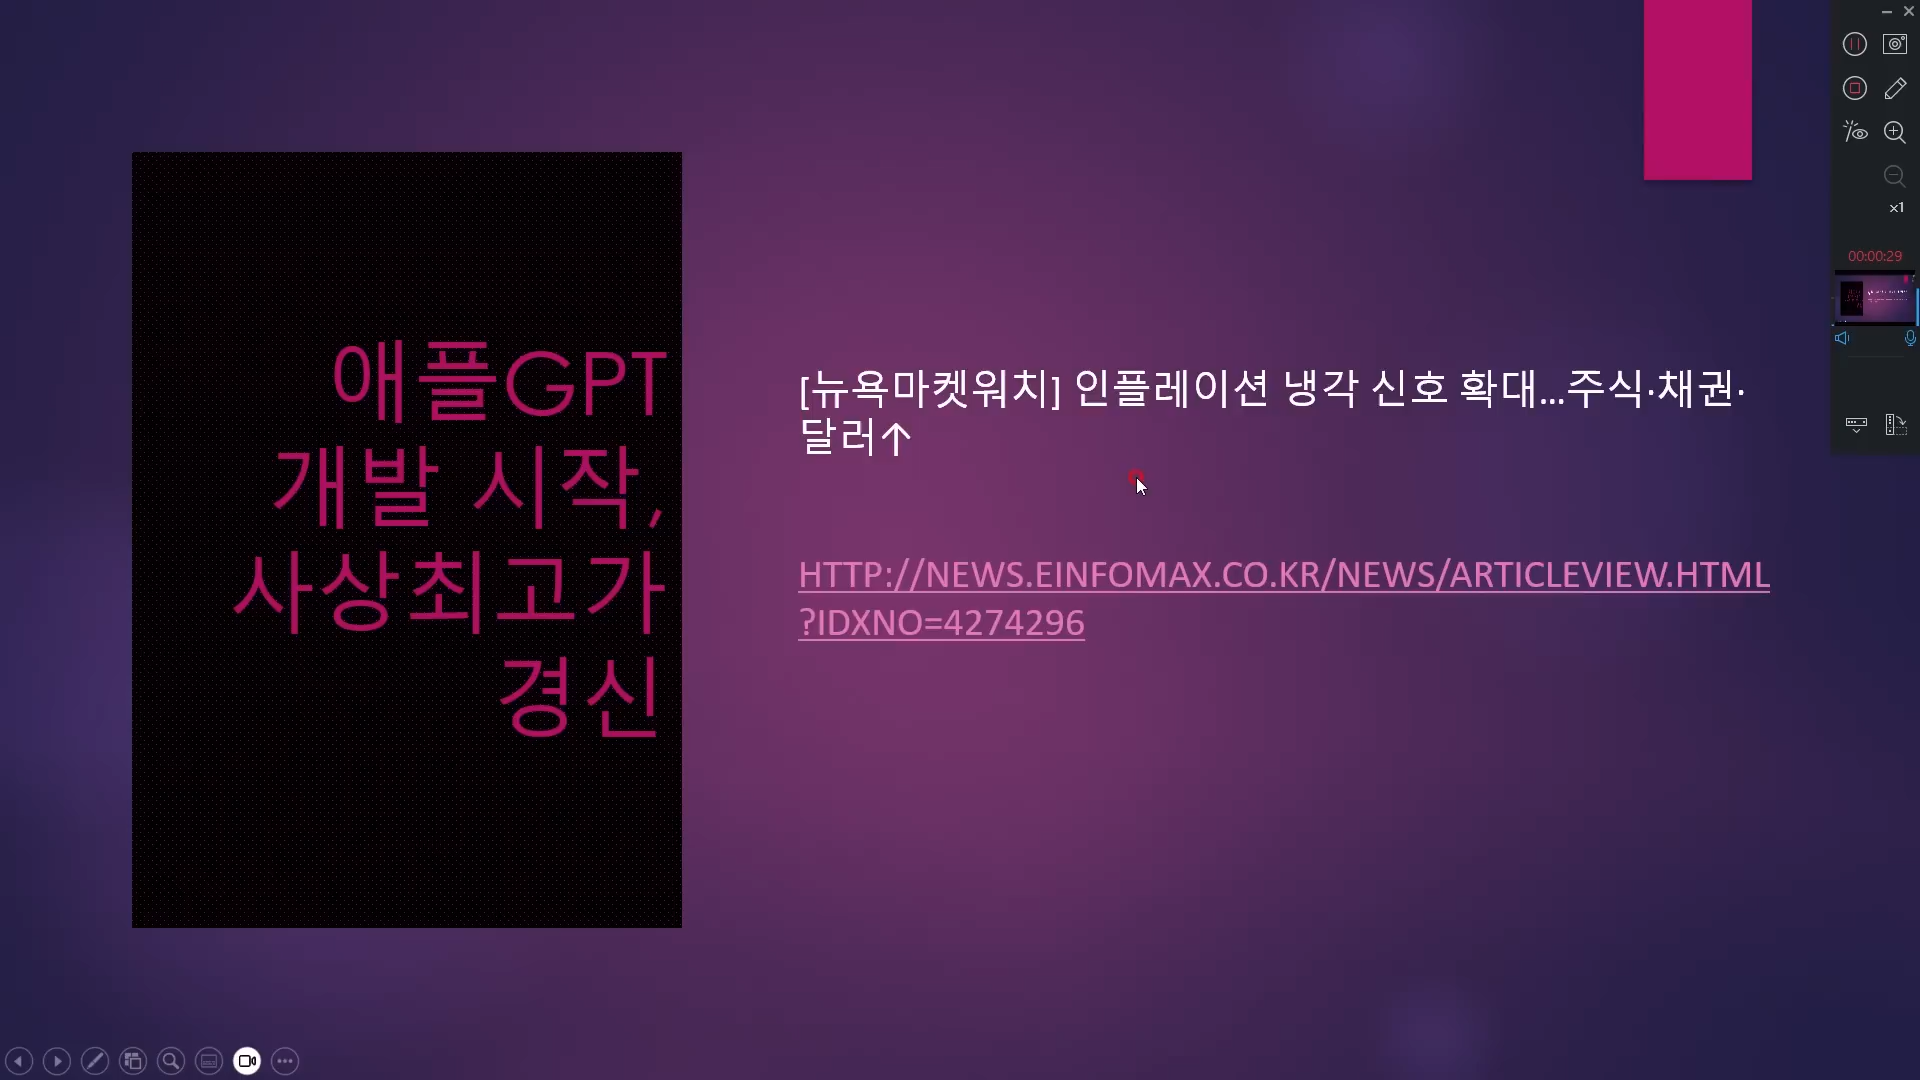 애플GPT
개발 시작,
사상최고가
경신
[뉴욕마켓워치] 인플레이션 냉각 신호 확대...주식·채권·
달러↑
HTTP://NEWS.EINFOMAX.CO.KR/NEWS/ARTICLEVIEW.HTML
?IDXNO=4274296
x1
00:00:29